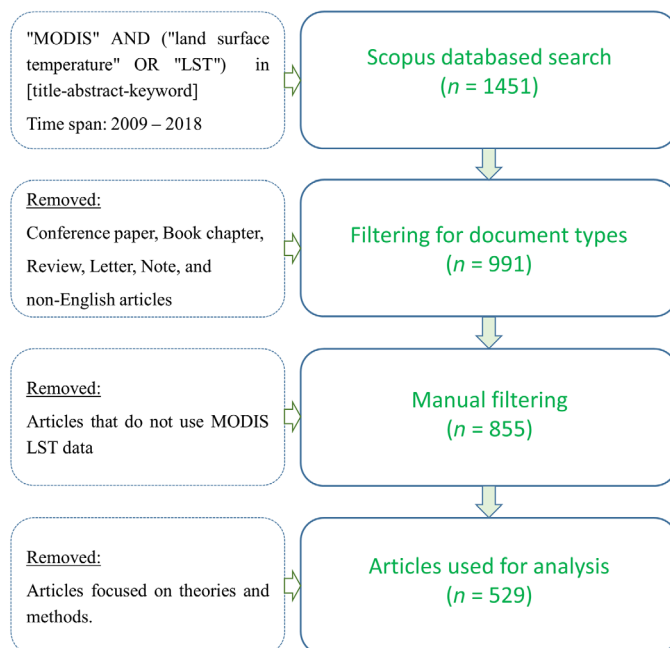 "MODIS" AND ("land surface
temperature" OR "LST") in
[title-abstract-keyword]
Time span: 2009 – 2018
Scopus databased search
(n = 1451)
Removed:
Conference paper, Book chapter,
Review, Letter, Note, and
non-English articles
Filtering for document types
(n = 991)
Removed:
Articles that do not use MODIS
LST data
Manual filtering
(n = 855)
Removed:
Articles focused on theories and
methods.
Articles used for analysis
(n = 529)